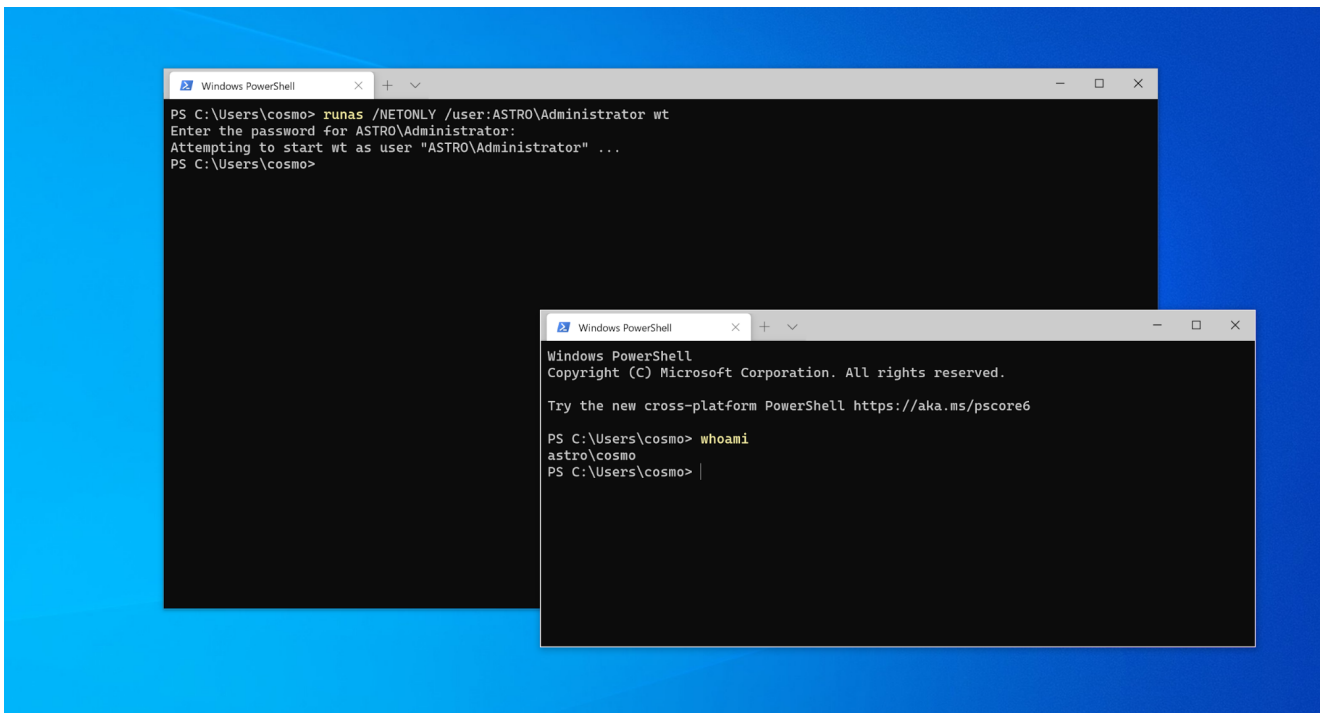 Windows PowerShell
PS C:\Users\cosmo> runas /NETONLY /user:ASTRO\Administrator wt
Enter the password for ASTRO\Administrator:
Attempting to start wt as user "ASTRO\Administrator" ...
PS C:\Users\cosmo>
Windows PowerShell
Windows PowerShell
Copyright (C) Microsoft Corporation. All rights reserved.
Try the new cross-platform PowerShell https://aka.ms/pscore6
PS C:\Users\cosmo> whoami
astro\cosmo
PS C:\Users\cosmo>